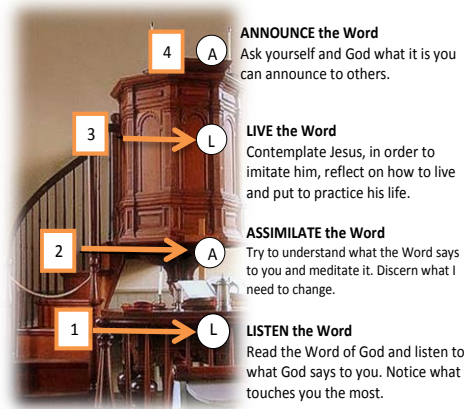 4 A
ANNOUNCE the Word
Ask yourself and God what it is you
can announce to others.
3 L
LIVE the Word
Contemplate Jesus, in order to
imitate him, reflect on how to live
and put to practice his life.
2 A
ASSIMILATE the Word
Try to understand what the Word says
to you and meditate it. Discern what I
need to change.
1 L
LISTEN the Word
Read the Word of God and listen to
what God says to you. Notice what
touches you the most.